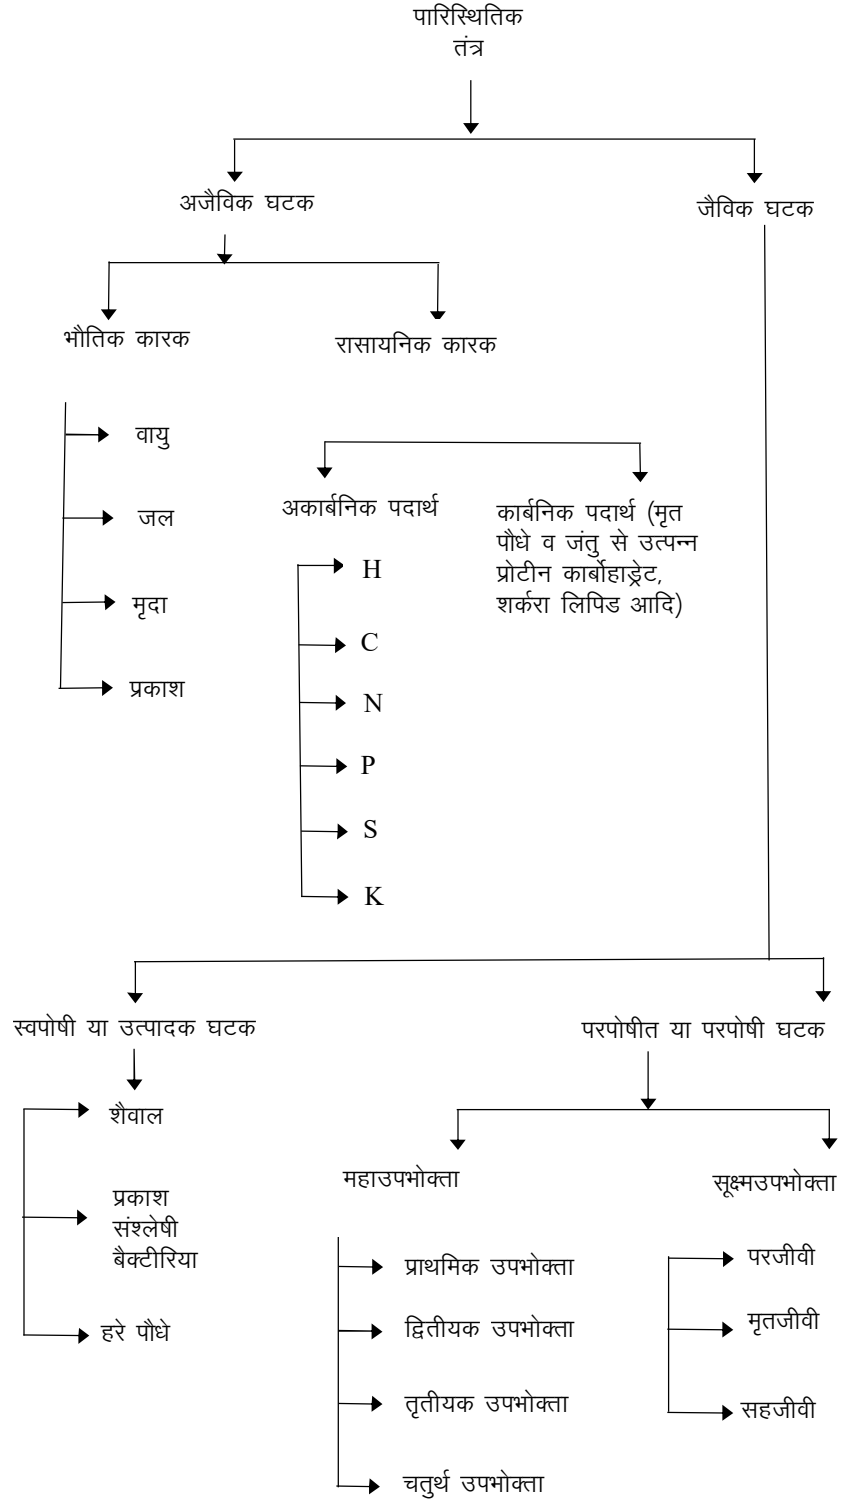 पारिस्थितिक
तंत्र
अजैविक घटक
जैविक घटक
भौतिक कारक
रासायनिक कारक
वायु
जल
मृदा
प्रकाश
अकार्बनिक पदार्थ
H
C
N
P
S
K
कार्बनिक पदार्थ (मृत
पौधे व जंतु से उत्पन्न
प्रोटीन कार्बोहाड्रेट,
शर्करा लिपिड आदि)
स्वपोषी या उत्पादक घटक
शैवाल
प्रकाश
संश्लेषी
बैक्टीरिया
हरे पौधे
परपोषीत या परपोषी घटक
महाउपभोक्ता
प्राथमिक उपभोक्ता
द्वितीयक उपभोक्ता
तृतीयक उपभोक्ता
चतुर्थ उपभोक्ता
सूक्ष्मउपभोक्ता
परजीवी
मृतजीवी
सहजीवी